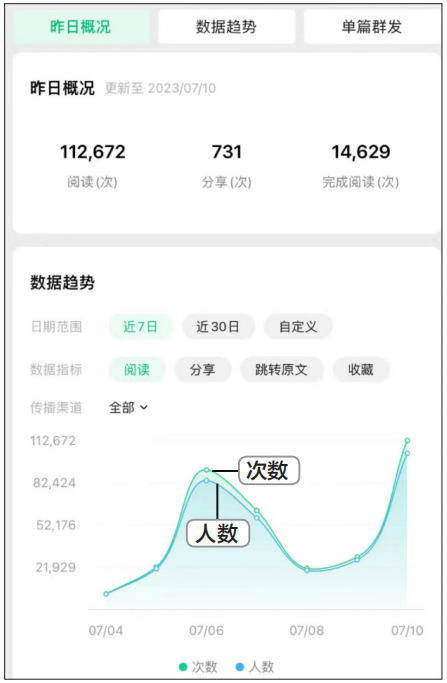 昨日概况 数据趋势 单篇群发
昨日概况 更新至 2023/07/10
112,672 731 14,629
阅读(次) 分享(次) 完成阅读(次)
数据趋势
日期范围 近7日 近30日 自定义
数据指标 阅读 分享 跳转原文 收藏
传播渠道 全部
112,672
次数
82,424
人数
52,176
21,929
07/04 07/06 07/08 07/10
次数 人数